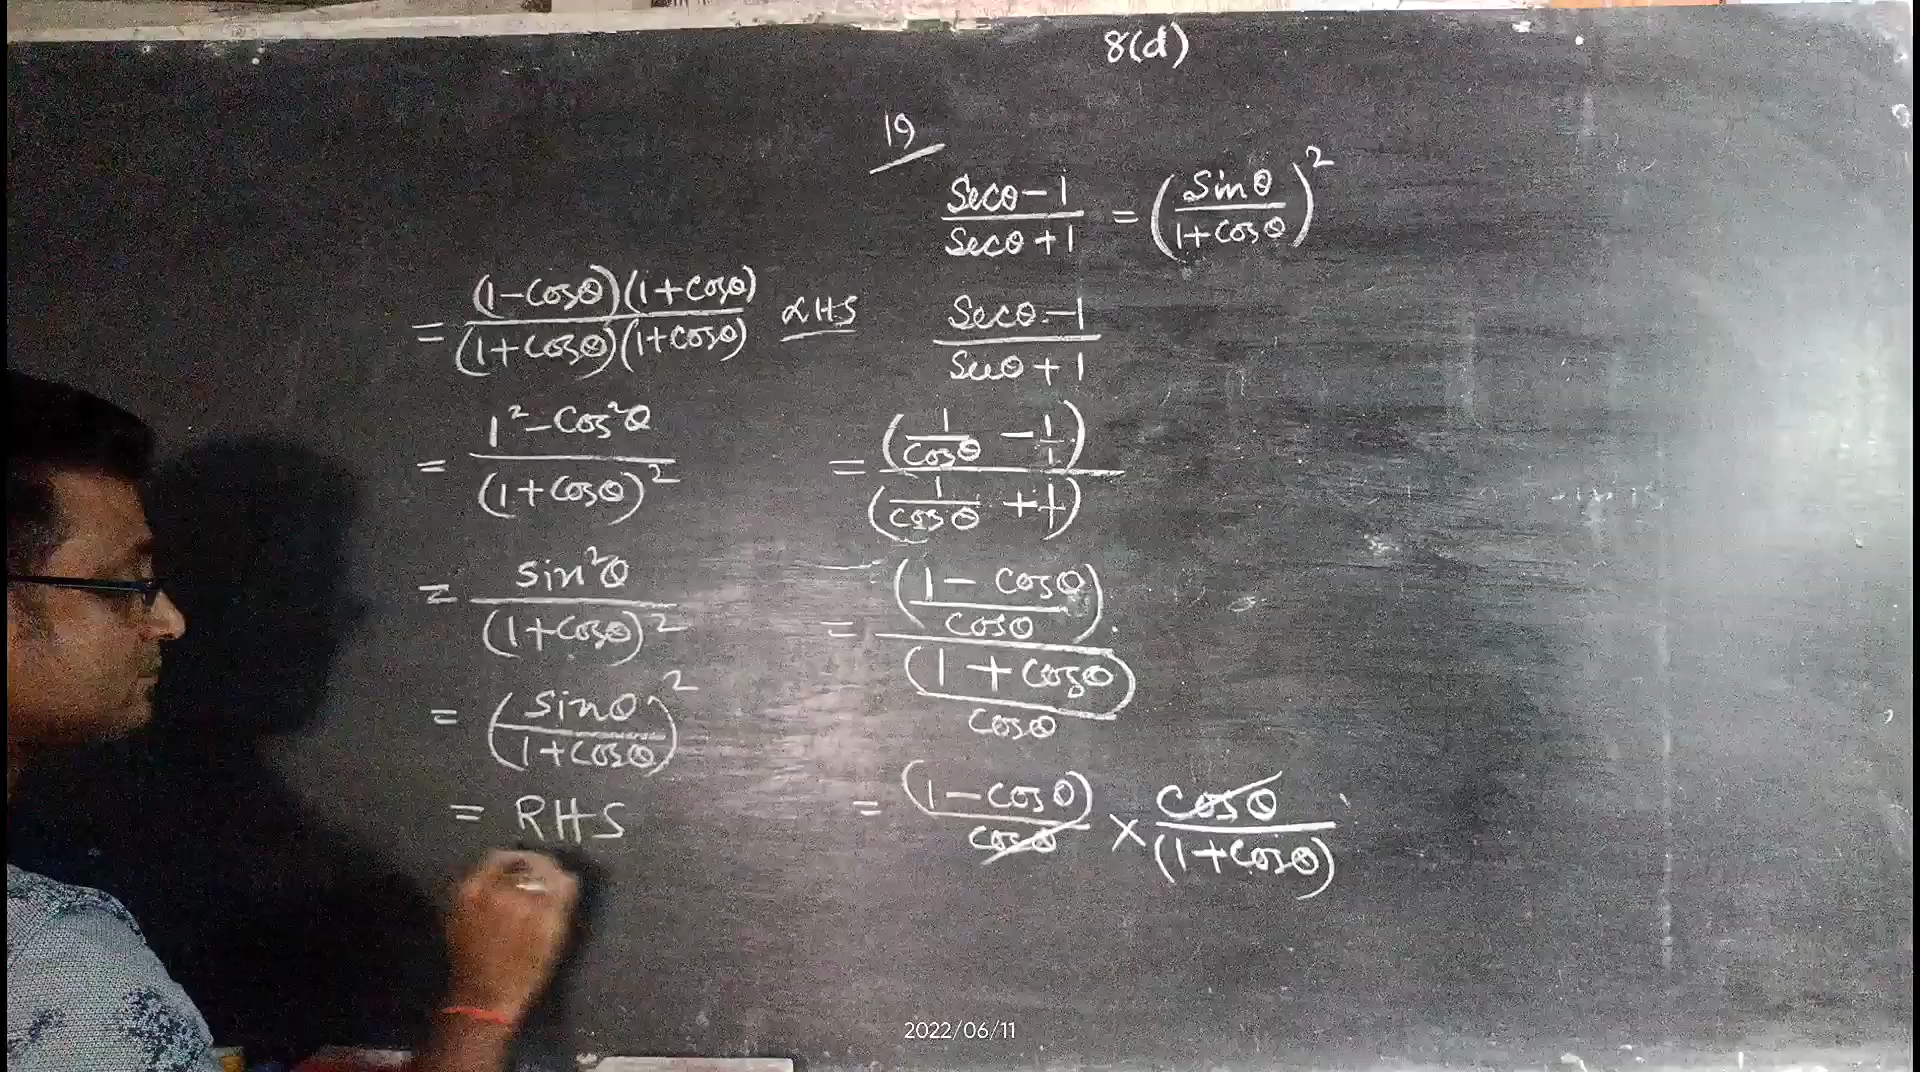 8(d)
19
Secθ-1/Secθ+1 = (Sinθ/1+Cosθ)²
LHS Secθ-1/Secθ+1
= (1/Cosθ - 1/1)/(1/Cosθ + 1/1)
= ((1-Cosθ)/Cosθ)/((1+Cosθ)/Cosθ)
= (1-Cosθ)/Cosθ × Cosθ/(1+Cosθ)
= (1-Cosθ)(1+Cosθ)/(1+Cosθ)(1+Cosθ)
= 1²-Cos²θ/(1+Cosθ)²
= Sin²θ/(1+Cosθ)²
= (Sinθ/1+Cosθ)²
= RHS
2022/06/11